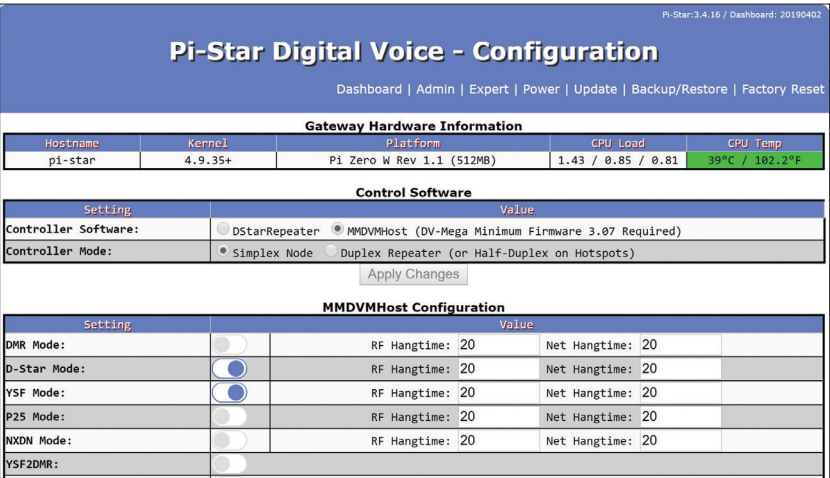 Pi-Star:3.4.16 / Dashboard: 20190402
Pi-Star Digital Voice - Configuration
Dashboard | Admin | Expert | Power | Update | Backup/Restore | Factory Reset
Gateway Hardware Information
Hostname Kernel Platform CPU Load CPU Temp
pi-star 4.9.35+ Pi Zero W Rev 1.1 (512MB) 1.43 / 0.85 / 0.81 39°C / 102.2°F
Control Software
Setting Value
Controller Software: DStarRepeater MMDVMHost (DV-Mega Minimum Firmware 3.07 Required)
Controller Mode: Simplex Node Duplex Repeater (or Half-Duplex on Hotspots)
Apply Changes
MMDVMHost Configuration
Setting Value
DMR Mode: RF Hangtime: 20 Net Hangtime: 20
D-Star Mode: RF Hangtime: 20 Net Hangtime: 20
YSF Mode: RF Hangtime: 20 Net Hangtime: 20
P25 Mode: RF Hangtime: 20 Net Hangtime: 20
NXDN Mode: RF Hangtime: 20 Net Hangtime: 20
YSF2DMR: